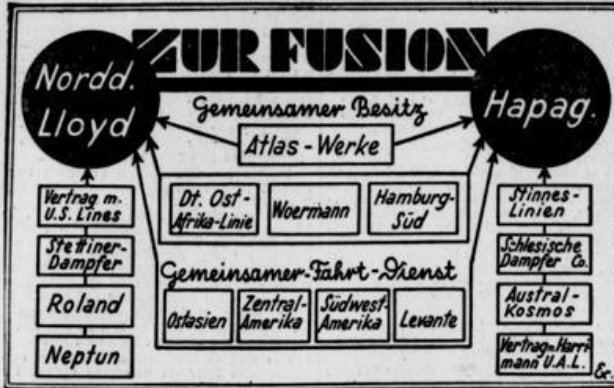 ZUR FUSION
Nordd.
Lloyd
Hapag.
Gemeinsamer Besitz
Atlas-Werke
Dt. Ost-
Afrika-Linie
Woermann
Hamburg-
Süd
Gemeinsamer-Fahrt-Dienst
Ostasien
Zentral-
Amerika
Südwest-
Amerika
Levante
Vertrag m.
U.S. Lines
Stettiner-
Dampfer
Roland
Neptun
Stinnes-
Linien
Schlesische
Dampfer Co.
Austral-
Kosmos
Vertrag m. Harri-
mann U.A.L.
&.